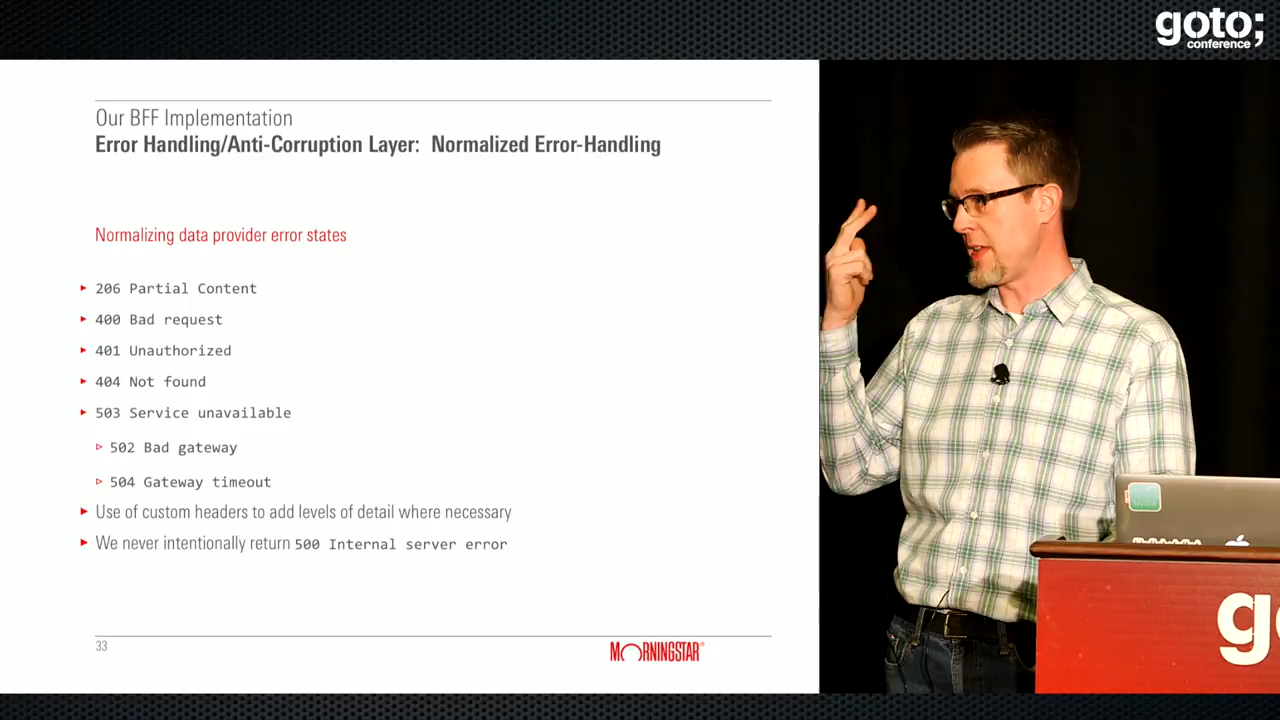 goto;
conference
Our BFF Implementation
Error Handling/Anti-Corruption Layer: Normalized Error-Handling
Normalizing data provider error states
206 Partial Content
400 Bad request
401 Unauthorized
404 Not found
503 Service unavailable
502 Bad gateway
504 Gateway timeout
Use of custom headers to add levels of detail where necessary
We never intentionally return 500 Internal server error
33
MORNINGSTAR®
go